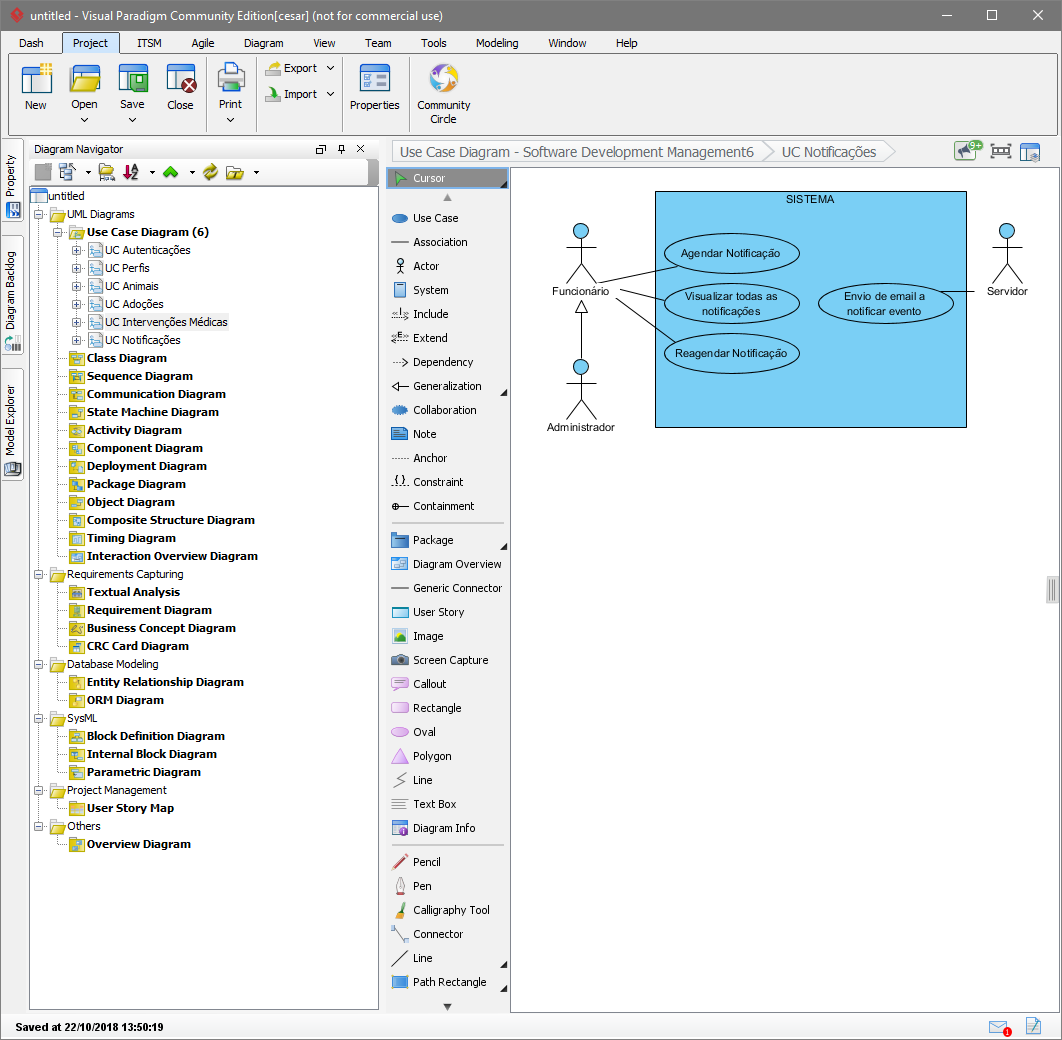 untitled - Visual Paradigm Community Edition[cesar] (not for commercial use)
Dash Project ITSM Agile Diagram View Team Tools Modeling Window Help
New Open Save Close Print Export Import Properties Community Circle
Property
Diagram Backlog
Model Explorer
Diagram Navigator
untitled
UML Diagrams
Use Case Diagram (6)
UC Autenticações
UC Perfis
UC Animais
UC Adoções
UC Intervenções Médicas
UC Notificações
Class Diagram
Sequence Diagram
Communication Diagram
State Machine Diagram
Activity Diagram
Component Diagram
Deployment Diagram
Package Diagram
Object Diagram
Composite Structure Diagram
Timing Diagram
Interaction Overview Diagram
Requirements Capturing
Textual Analysis
Requirement Diagram
Business Concept Diagram
CRC Card Diagram
Database Modeling
Entity Relationship Diagram
ORM Diagram
SysML
Block Definition Diagram
Internal Block Diagram
Parametric Diagram
Project Management
User Story Map
Others
Overview Diagram
Use Case Diagram - Software Development Management6 UC Notificações
9+
Cursor
Use Case
Association
Actor
System
Include
Extend
Dependency
Generalization
Collaboration
Note
Anchor
Constraint
Containment
Package
Diagram Overview
Generic Connector
User Story
Image
Screen Capture
Callout
Rectangle
Oval
Polygon
Line
Text Box
Diagram Info
Pencil
Pen
Calligraphy Tool
Connector
Line
Path Rectangle
SISTEMA
Agendar Notificação
Funcionário
Visualizar todas as
notificações
Envio de email a
notificar evento
Servidor
Reagendar Notificação
Administrador
Saved at 22/10/2018 13:50:19
1